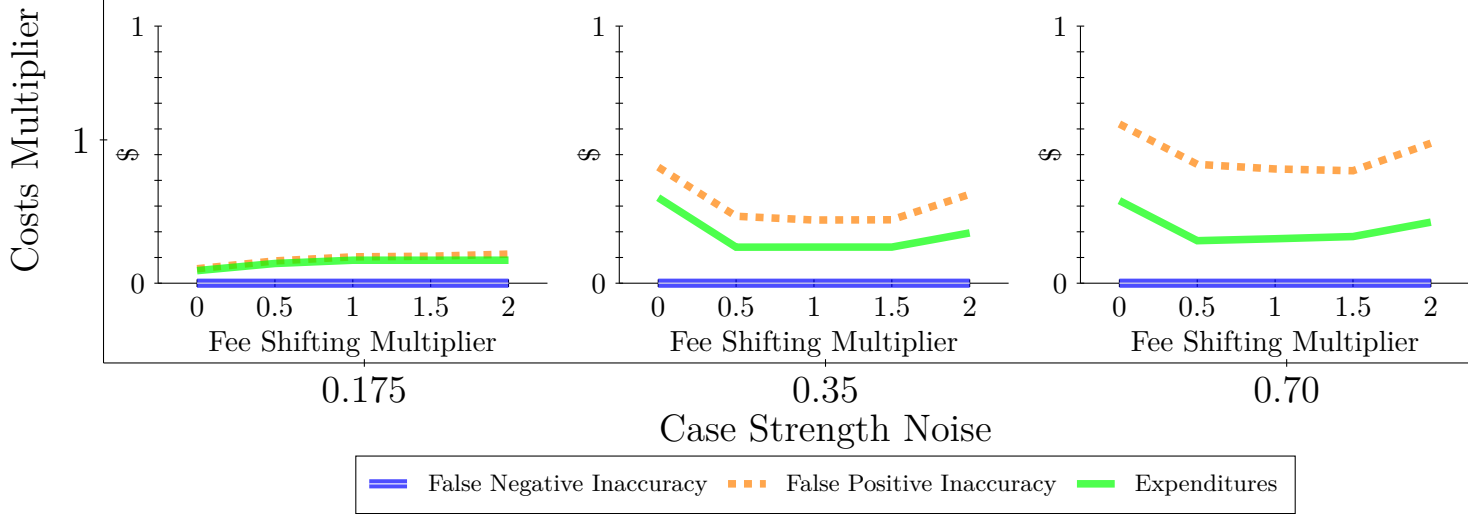 Costs Multiplier
1
1
$
0
0 0.5 1 1.5 2
Fee Shifting Multiplier
1
$
0
0 0.5 1 1.5 2
Fee Shifting Multiplier
1
$
0
0 0.5 1 1.5 2
Fee Shifting Multiplier
0.175 0.35 0.70
Case Strength Noise
False Negative Inaccuracy False Positive Inaccuracy Expenditures